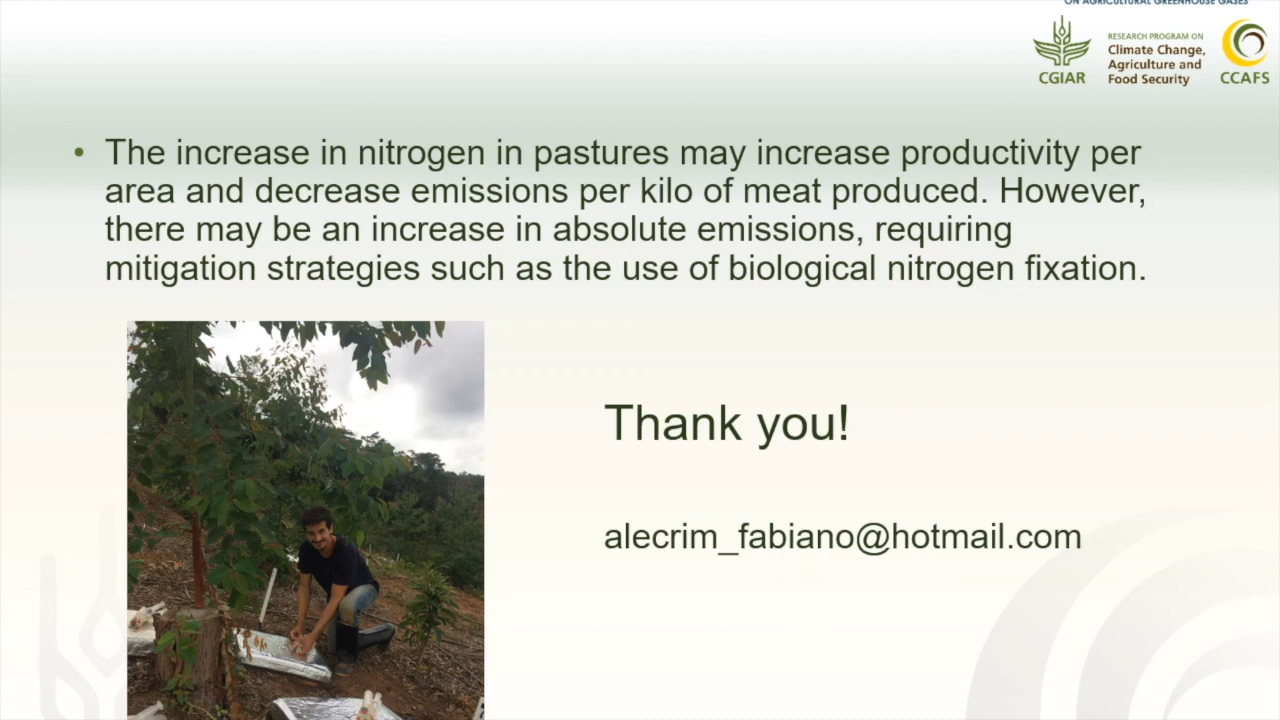 ON AGRICULTURAL GREENHOUSE GASES
CGIAR
RESEARCH PROGRAM ON
Climate Change,
Agriculture and
Food Security
CCAFS
• The increase in nitrogen in pastures may increase productivity per
area and decrease emissions per kilo of meat produced. However,
there may be an increase in absolute emissions, requiring
mitigation strategies such as the use of biological nitrogen fixation.
Thank you!
alecrim_fabiano@hotmail.com